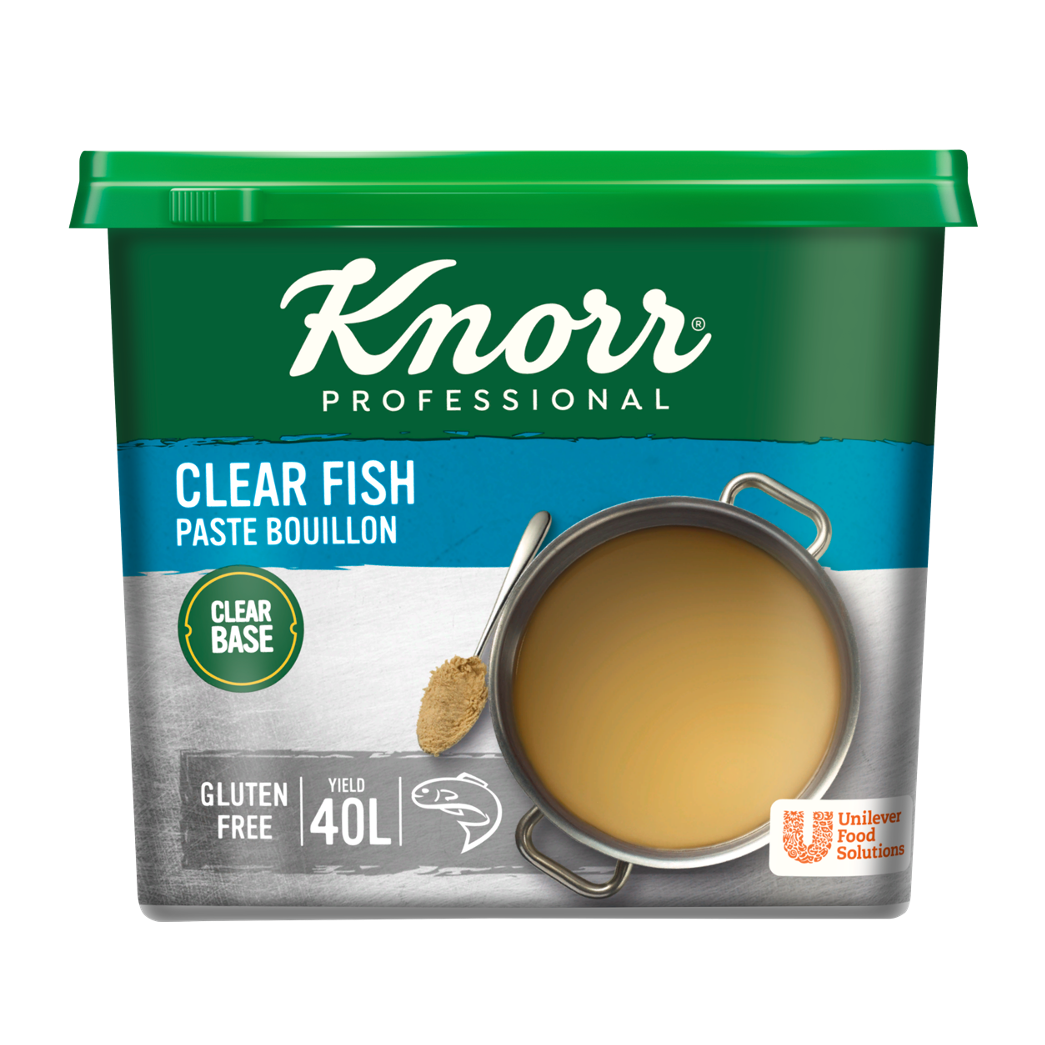 Knorr®
PROFESSIONAL
CLEAR FISH
PASTE BOUILLON
CLEAR
BASE
GLUTEN
FREE
YIELD
40L
Unilever
Food
Solutions